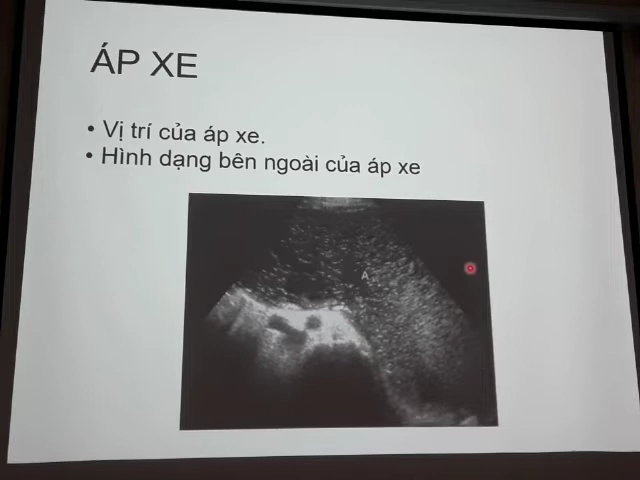 ÁP XE
• Vị trí của áp xe.
• Hình dạng bên ngoài của áp xe
A